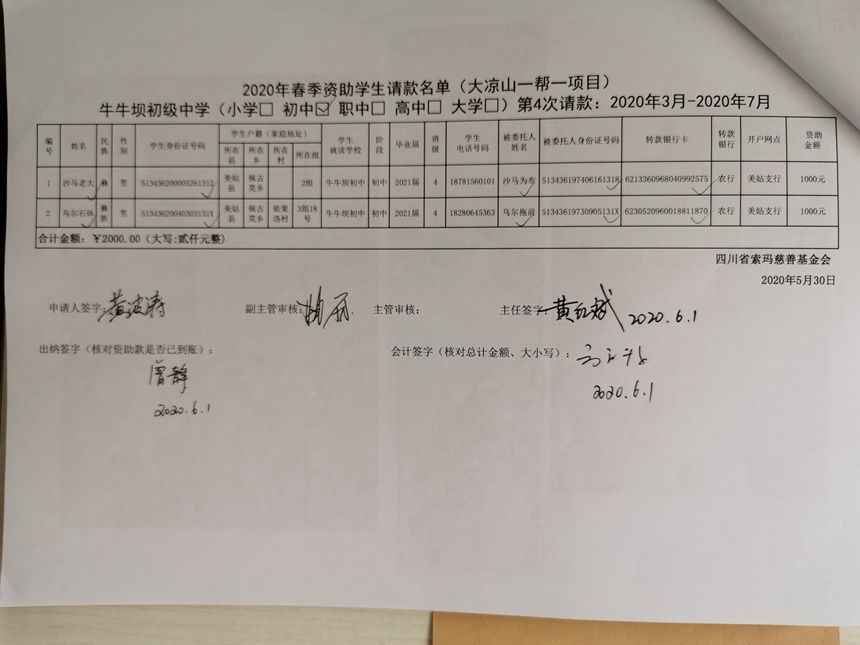 2020年春季资助学生请款名单（大凉山一帮一项目）
牛牛坝初级中学（小学□ 初中☑ 职中□ 高中□ 大学□）第4次请款：2020年3月-2020年7月
编号 姓名 民族 性别 学生身份证号码 学生户籍（家庭地址） 学生就读学校 阶段 毕业届 班级 学生电话号码 被委托人姓名 被委托人身份证号码 转款银行卡 转款银行 开户网点 资助金额
所在县 所在乡 所在村 所在组
1 沙马老大 彝族 男 513436200005261312 美姑县 候古莫乡 2组 牛牛坝初中 初中 2021届 4 18781560101 沙马为布 513436197406161318 6213360968040992575 农行 美姑支行 1000元
2 乌尔石体 彝族 男 51343620040303131X 美姑县 候古莫乡 依果洛村 3组18号 牛牛坝初中 初中 2021届 4 18280645363 乌尔拖前 51343619730905131X 6230520960018811870 农行 美姑支行 1000元
合计金额：￥2000.00（大写:贰仟元整）
四川省索玛慈善基金会
2020年5月30日
申请人签字：黄波涛 副主管审核： 主管审核： 主任签字：黄红斌 2020.6.1
出纳签字（核对资助款是否已到账）： 会计签字（核对总计金额、大小写）：
曾静
2020.6.1
2020.6.1